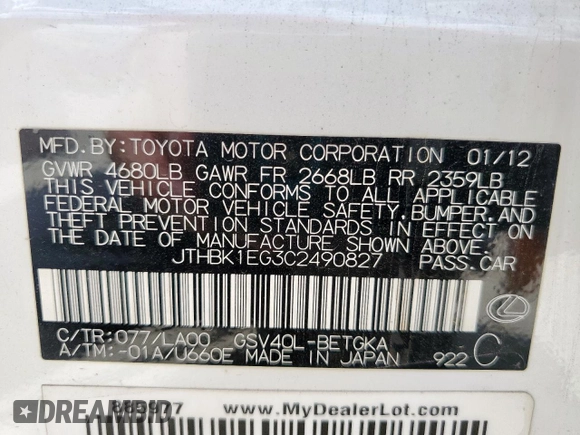 MFD.BY:TOYOTA MOTOR CORPORATION 01/12
GVWR 4680LB GAWR FR 2668LB RR 2359LB
THIS VEHICLE CONFORMS TO ALL APPLICABLE
FEDERAL MOTOR VEHICLE SAFETY, BUMPER, AND
THEFT PREVENTION STANDARDS IN EFFECT ON
THE DATE OF MANUFACTURE SHOWN ABOVE.
JTHBK1EG3C2490827 PASS.CAR
C/TR:077/LA00 GSV40L-BETGKA C
A/TM:-01A/U660E MADE IN JAPAN 922
www.MyDealerLot.com
DREAMBID